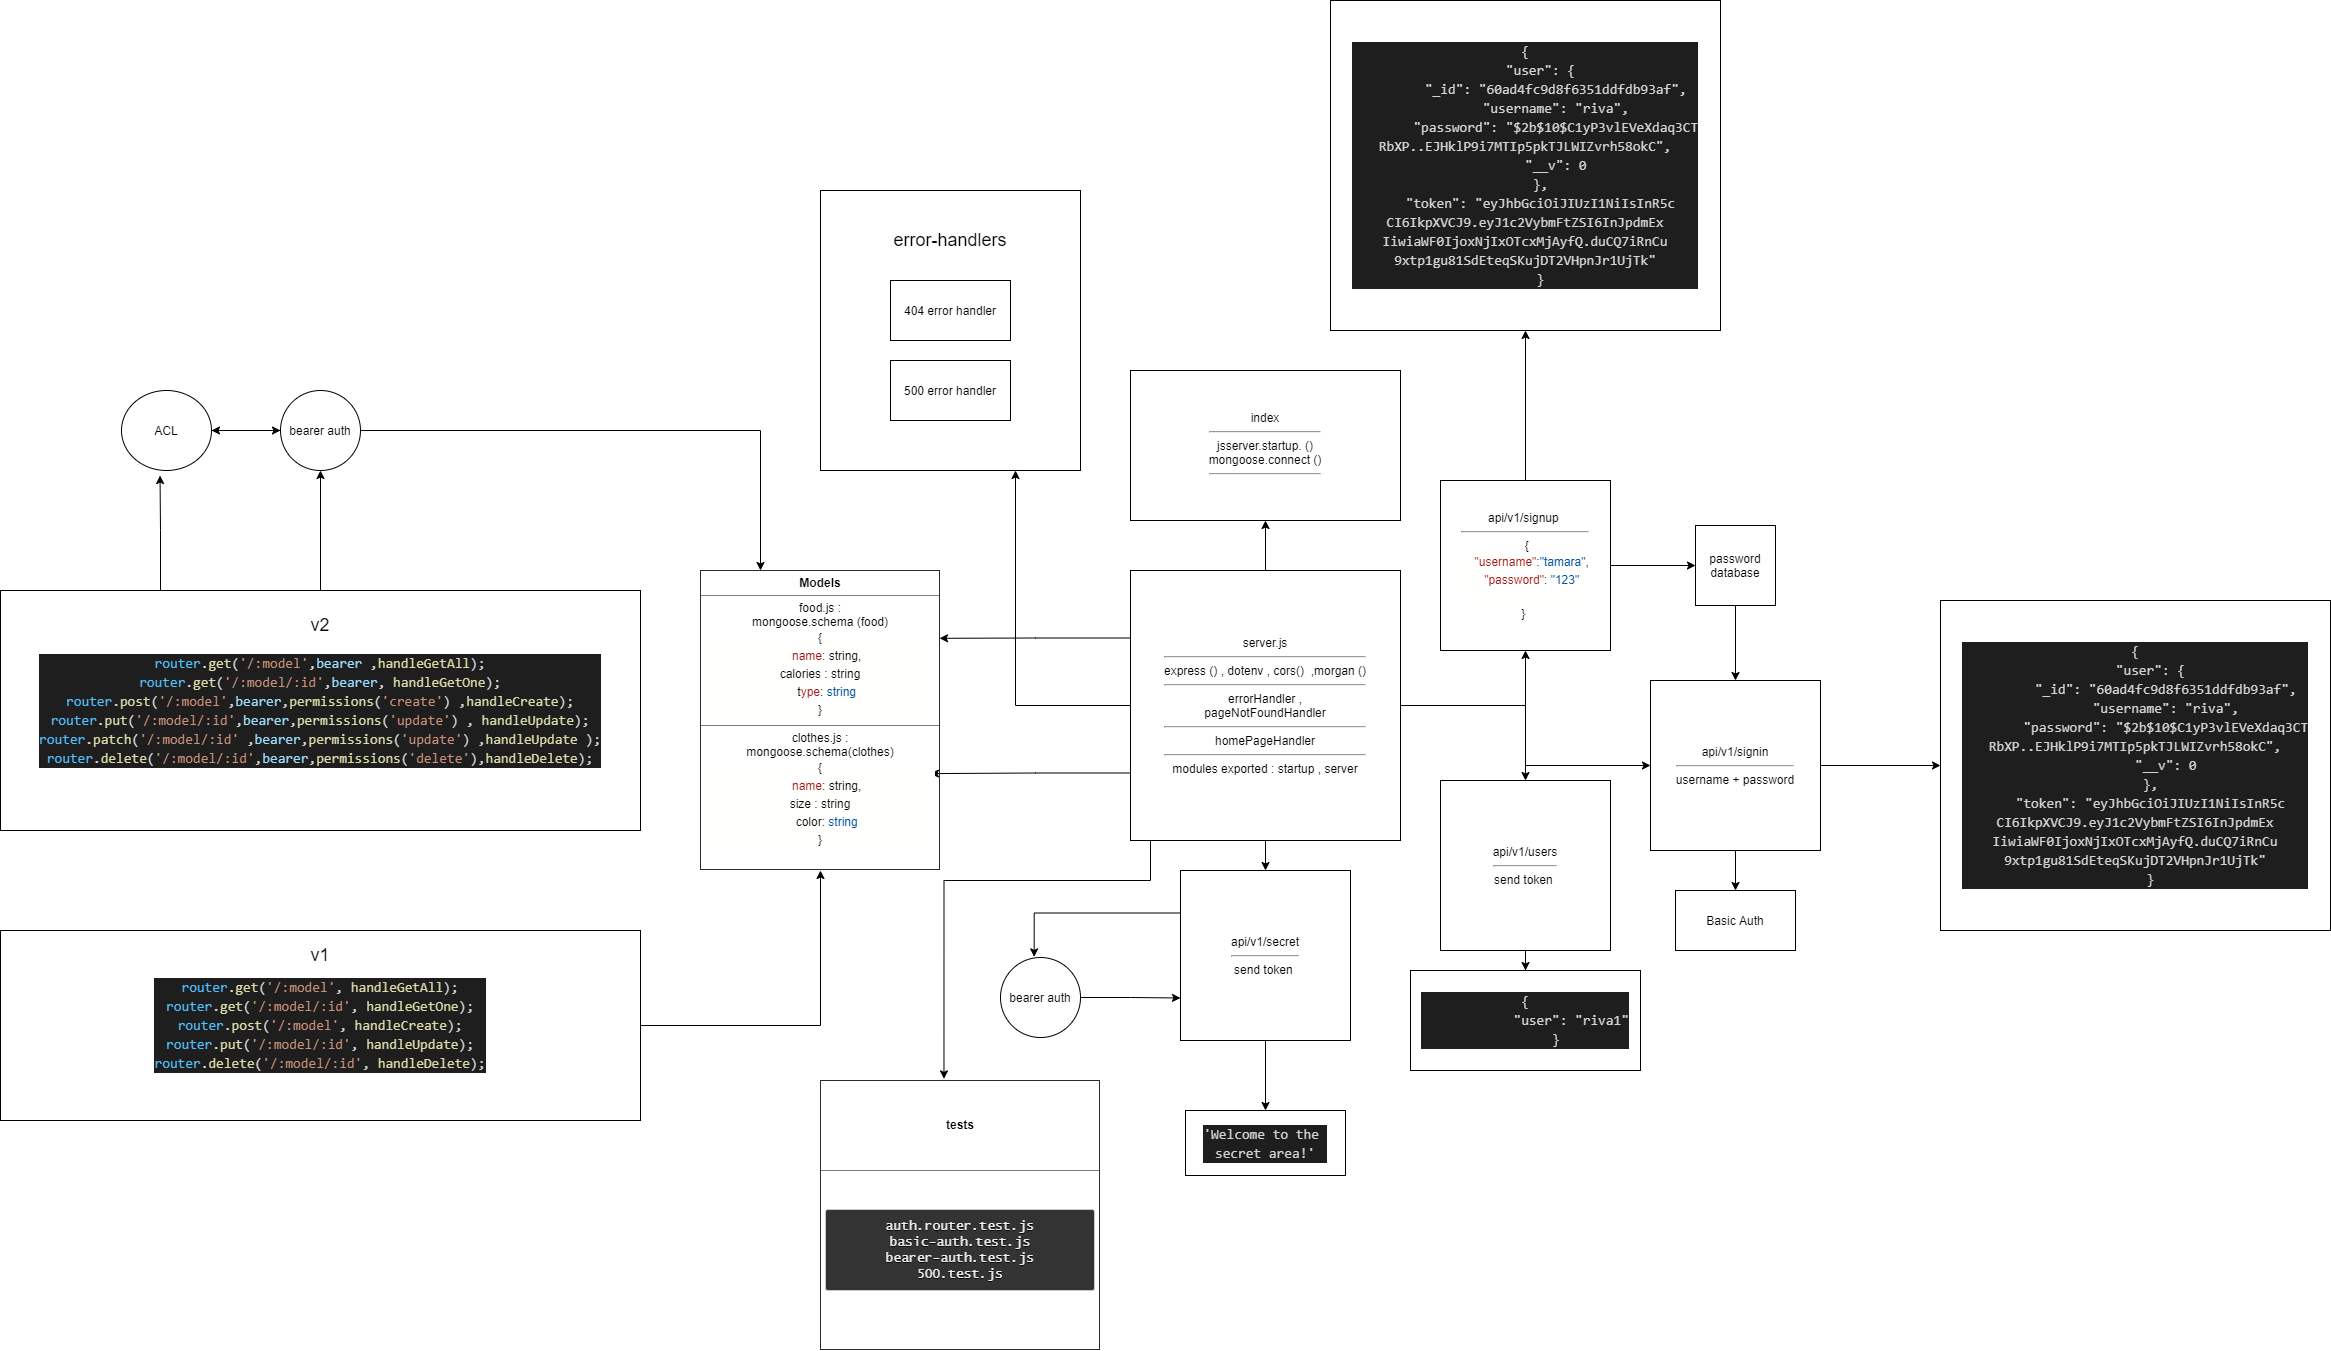 {
"user": {
"_id": "60ad4fc9d8f6351ddfdb93af",
"username": "riva",
"password": "$2b$10$C1yP3vlEVeXdaq3CT
RbXP..EJHklP9i7MTIp5pkTJLWIZvrh58okC",
"__v": 0
},
"token": "eyJhbGciOiJIUzI1NiIsInR5c
CI6IkpXVCJ9.eyJ1c2VybmFtZSI6InJpdmEx
IiwiaWF0IjoxNjIxOTcxMjAyfQ.duCQ7iRnCu
9xtp1gu81SdEteqSKujDT2VHpnJr1UjTk"
}
error-handlers
404 error handler
500 error handler
ACL
bearer auth
index
jsserver.startup. ()
mongoose.connect ()
api/v1/signup
{
"username":"tamara",
"password": "123"
}
password
database
v2
router.get('/:model',bearer ,handleGetAll);
router.get('/:model/:id',bearer, handleGetOne);
router.post('/:model',bearer,permissions('create') ,handleCreate);
router.put('/:model/:id',bearer,permissions('update') , handleUpdate);
router.patch('/:model/:id' ,bearer,permissions('update') ,handleUpdate );
router.delete('/:model/:id',bearer,permissions('delete'),handleDelete);
Models
food.js :
mongoose.schema (food)
{
name: string,
calories : string
type: string
}
clothes.js :
mongoose.schema(clothes)
{
name: string,
size : string
color: string
}
server.js
express () , dotenv , cors() ,morgan ()
errorHandler ,
pageNotFoundHandler
homePageHandler
modules exported : startup , server
api/v1/signin
username + password
{
"user": {
"_id": "60ad4fc9d8f6351ddfdb93af",
"username": "riva",
"password": "$2b$10$C1yP3vlEVeXdaq3CT
RbXP..EJHklP9i7MTIp5pkTJLWIZvrh58okC",
"__v": 0
},
"token": "eyJhbGciOiJIUzI1NiIsInR5c
CI6IkpXVCJ9.eyJ1c2VybmFtZSI6InJpdmEx
IiwiaWF0IjoxNjIxOTcxMjAyfQ.duCQ7iRnCu
9xtp1gu81SdEteqSKujDT2VHpnJr1UjTk"
}
api/v1/users
send token
Basic Auth
v1
router.get('/:model', handleGetAll);
router.get('/:model/:id', handleGetOne);
router.post('/:model', handleCreate);
router.put('/:model/:id', handleUpdate);
router.delete('/:model/:id', handleDelete);
bearer auth
api/v1/secret
send token
{
"user": "riva1"
}
tests
auth.router.test.js
basic-auth.test.js
bearer-auth.test.js
500.test.js
'Welcome to the
secret area!'